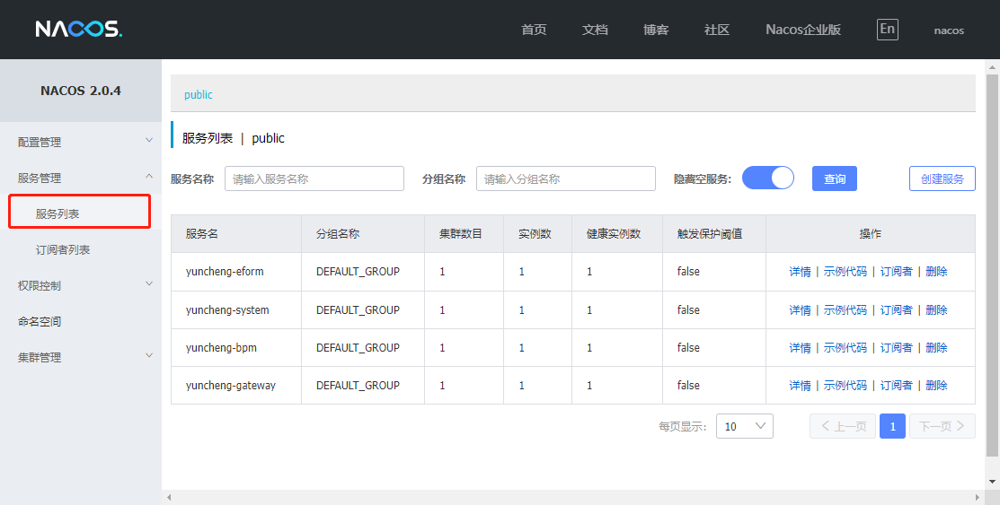 NACOS. 首页 文档 博客 社区 Nacos企业版 En nacos
NACOS 2.0.4
配置管理
服务管理
服务列表
订阅者列表
权限控制
命名空间
集群管理
public
服务列表 | public
服务名称 请输入服务名称 分组名称 请输入分组名称 隐藏空服务: 查询 创建服务
服务名 分组名称 集群数目 实例数 健康实例数 触发保护阈值 操作
yuncheng-eform DEFAULT_GROUP 1 1 1 false 详情 | 示例代码 | 订阅者 | 删除
yuncheng-system DEFAULT_GROUP 1 1 1 false 详情 | 示例代码 | 订阅者 | 删除
yuncheng-bpm DEFAULT_GROUP 1 1 1 false 详情 | 示例代码 | 订阅者 | 删除
yuncheng-gateway DEFAULT_GROUP 1 1 1 false 详情 | 示例代码 | 订阅者 | 删除
每页显示: 10 上一页 1 下一页